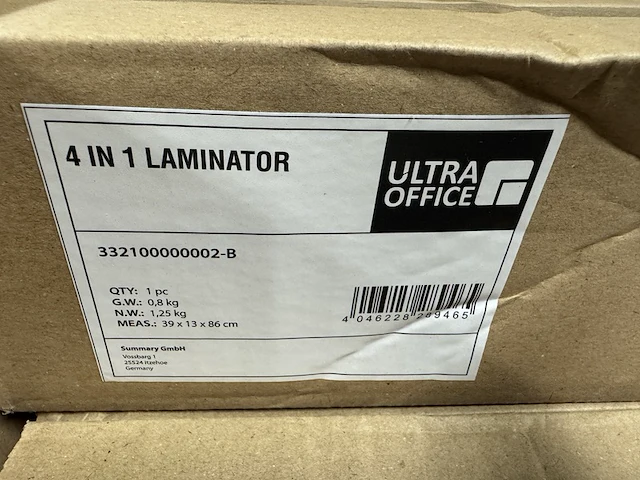 4 IN 1 LAMINATOR
ULTRA
OFFICE
332100000002-B
QTY: 1 pc
G.W.: 0,8 kg
N.W.: 1,25 kg
MEAS.: 39 x 13 x 86 cm
4 046228 289465
Summary GmbH
Vossbarg 1
25524 Itzehoe
Germany